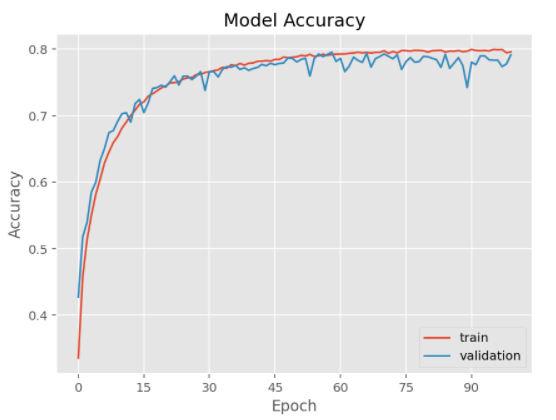 Model Accuracy
0.8
0.7
0.6
0.5
0.4
Accuracy
train
validation
0 15 30 45 60 75 90
Epoch